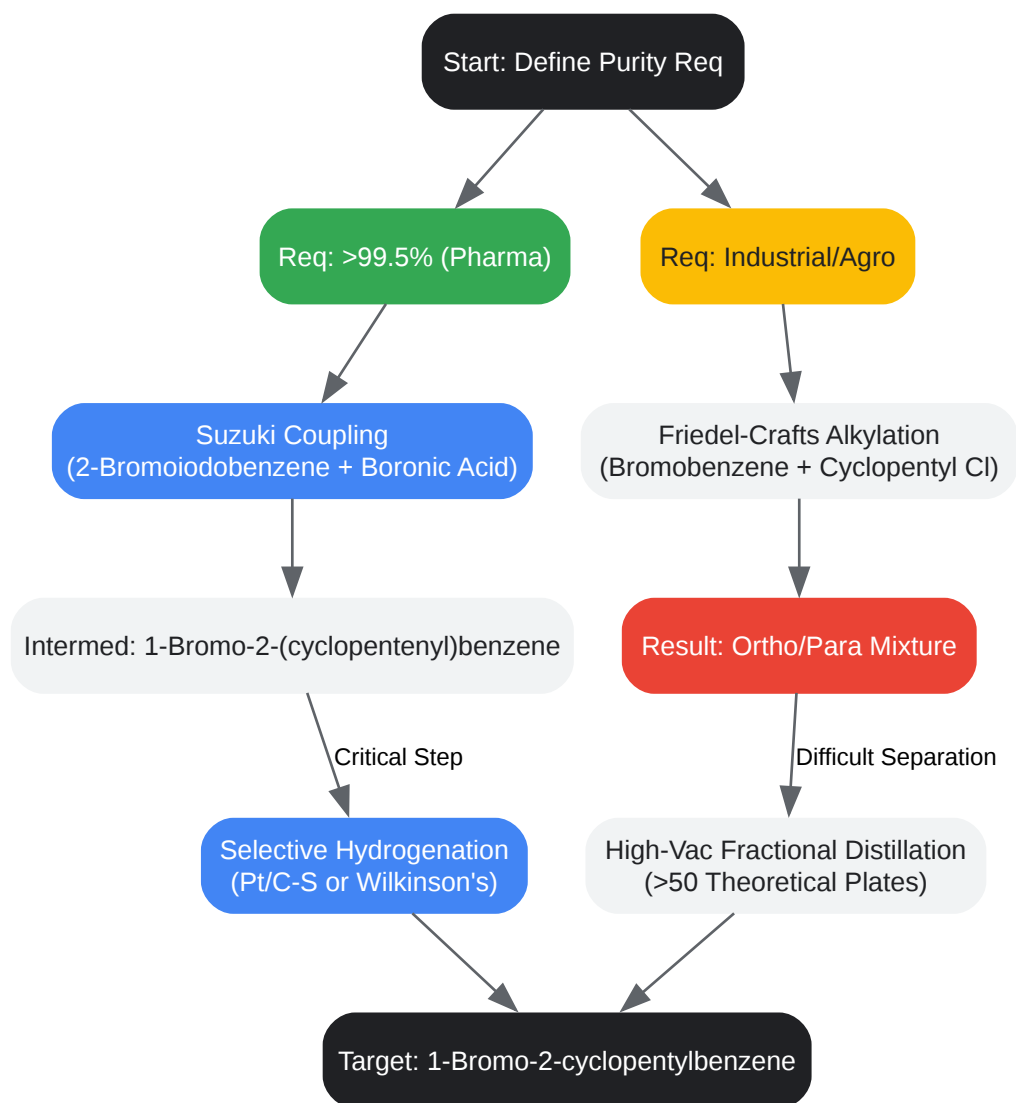 Start: Define Purity Req
Req: >99.5% (Pharma)
Req: Industrial/Agro
Suzuki Coupling
(2-Bromoiodobenzene + Boronic Acid)
Friedel-Crafts Alkylation
(Bromobenzene + Cyclopentyl Cl)
Intermed: 1-Bromo-2-(cyclopentenyl)benzene
Result: Ortho/Para Mixture
Critical Step
Difficult Separation
Selective Hydrogenation
(Pt/C-S or Wilkinson's)
High-Vac Fractional Distillation
(>50 Theoretical Plates)
Target: 1-Bromo-2-cyclopentylbenzene